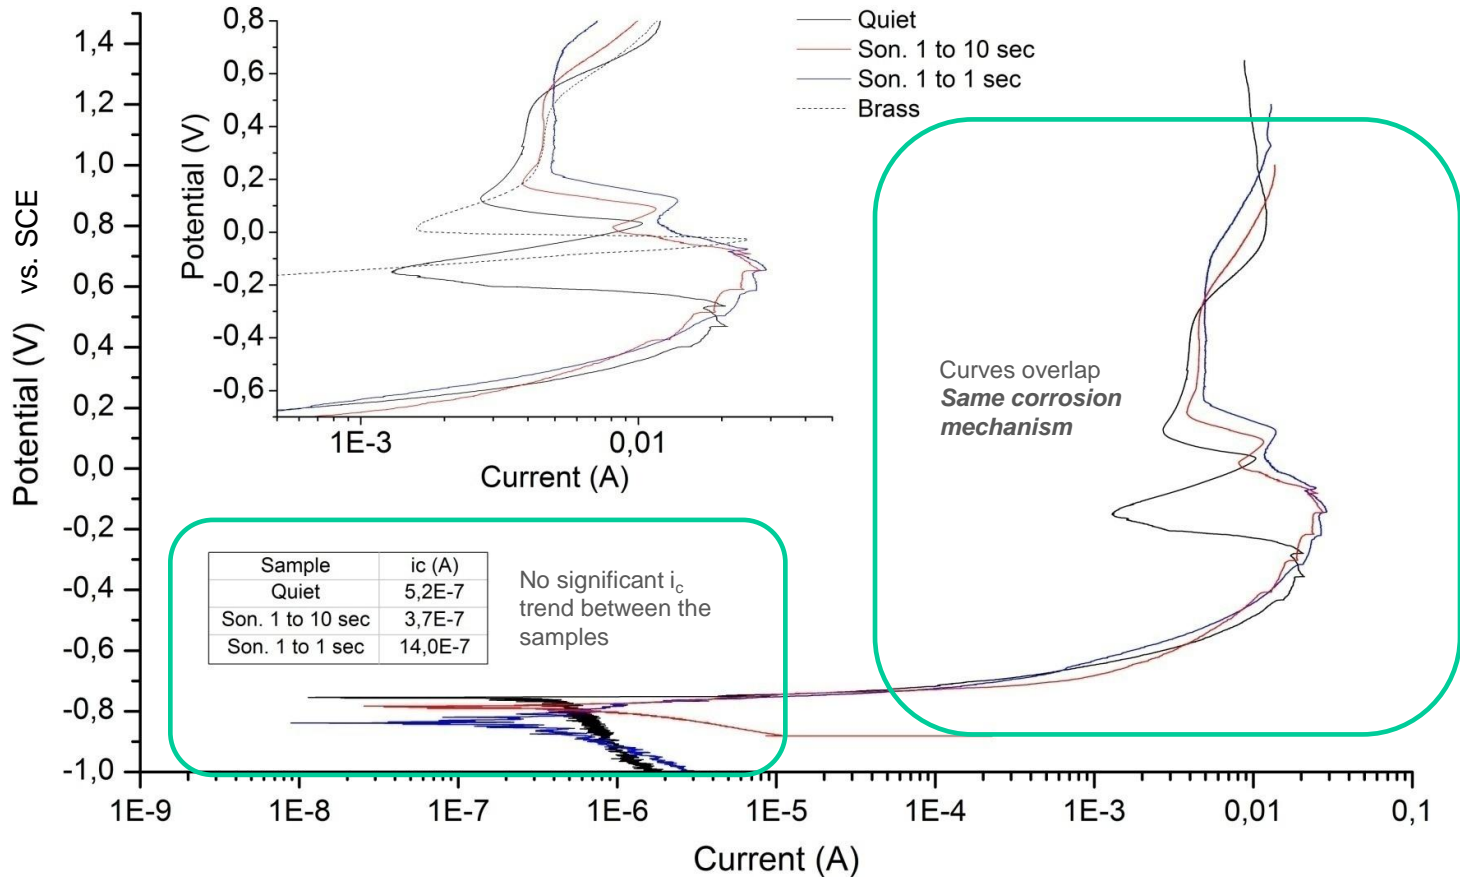 Quiet
Son. 1 to 10 sec
Son. 1 to 1 sec
Brass
Potential (V) vs. SCE
1,4
1,2
1,0
0,8
0,6
0,4
0,2
0,0
-0,2
-0,4
-0,6
-0,8
-1,0
1E-9
1E-8
1E-7
1E-6
1E-5
1E-4
1E-3
0,01
0,1
Current (A)
Potential (V)
0,8
0,6
0,4
0,2
0,0
-0,2
-0,4
-0,6
1E-3
0,01
Current (A)
Curves overlap
Same corrosion
mechanism
Sample ic (A)
Quiet 5,2E-7
Son. 1 to 10 sec 3,7E-7
Son. 1 to 1 sec 14,0E-7
No significant ic
trend between the
samples